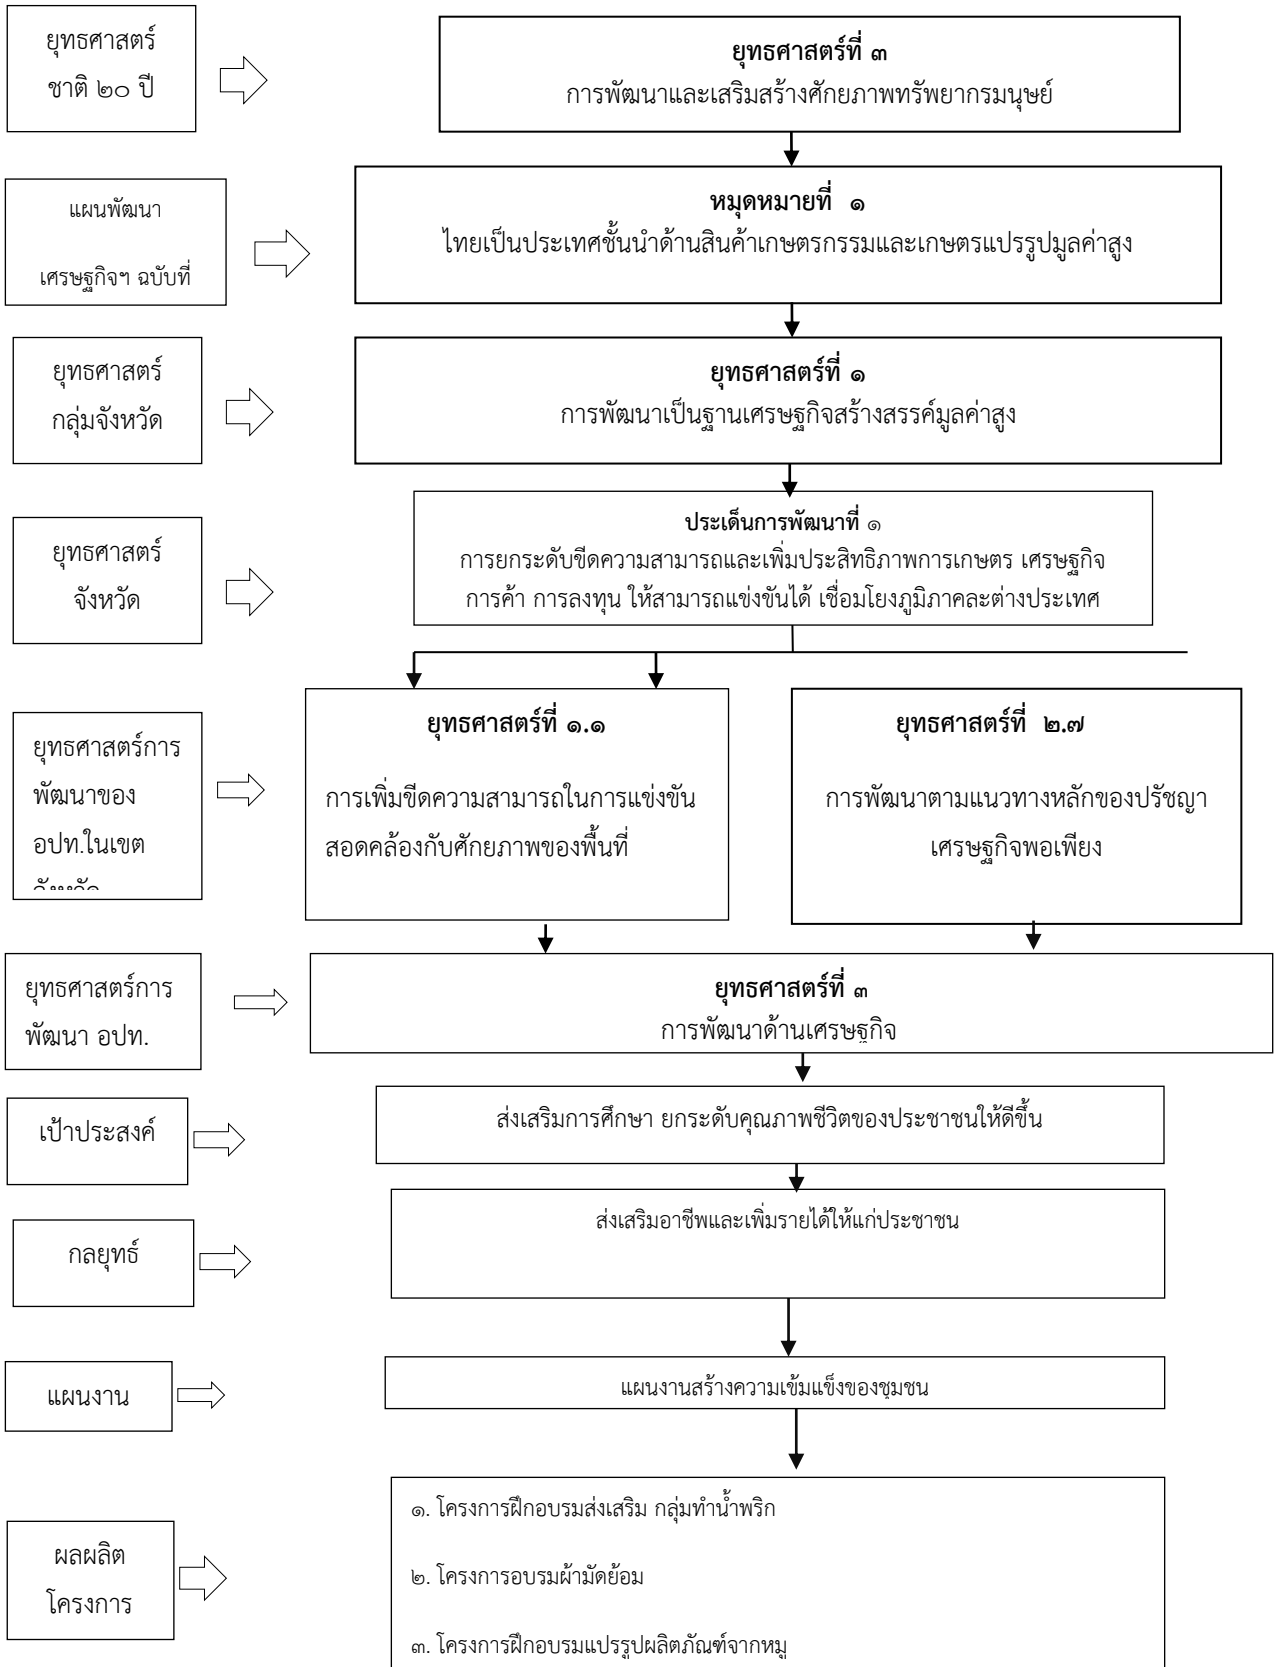 ยุทธศาสตร์
ชาติ ๒๐ ปี
ยุทธศาสตร์ที่ ๓
การพัฒนาและเสริมสร้างศักยภาพทรัพยากรมนุษย์
แผนพัฒนา
เศรษฐกิจฯ ฉบับที่
หมุดหมายที่ ๑
ไทยเป็นประเทศชั้นนำด้านสินค้าเกษตรกรรมและเกษตรแปรรูปมูลค่าสูง
ยุทธศาสตร์
กลุ่มจังหวัด
ยุทธศาสตร์ที่ ๑
การพัฒนาเป็นฐานเศรษฐกิจสร้างสรรค์มูลค่าสูง
ยุทธศาสตร์
จังหวัด
ประเด็นการพัฒนาที่ ๑
การยกระดับขีดความสามารถและเพิ่มประสิทธิภาพการเกษตร เศรษฐกิจ
การค้า การลงทุน ให้สามารถแข่งขันได้ เชื่อมโยงภูมิภาคละต่างประเทศ
ยุทธศาสตร์การ
พัฒนาของ
อปท.ในเขต
จังหวัด
ยุทธศาสตร์ที่ ๑.๑
การเพิ่มขีดความสามารถในการแข่งขัน
สอดคล้องกับศักยภาพของพื้นที่
ยุทธศาสตร์ที่ ๒.๗
การพัฒนาตามแนวทางหลักของปรัชญา
เศรษฐกิจพอเพียง
ยุทธศาสตร์การ
พัฒนา อปท.
ยุทธศาสตร์ที่ ๓
การพัฒนาด้านเศรษฐกิจ
เป้าประสงค์
ส่งเสริมการศึกษา ยกระดับคุณภาพชีวิตของประชาชนให้ดีขึ้น
กลยุทธ์
ส่งเสริมอาชีพและเพิ่มรายได้ให้แก่ประชาชน
แผนงาน
แผนงานสร้างความเข้มแข็งของชุมชน
ผลผลิต
โครงการ
๑. โครงการฝึกอบรมส่งเสริม กลุ่มทำน้ำพริก
๒. โครงการอบรมผ้ามัดย้อม
๓. โครงการฝึกอบรมแปรรูปผลิตภัณฑ์จากหมู